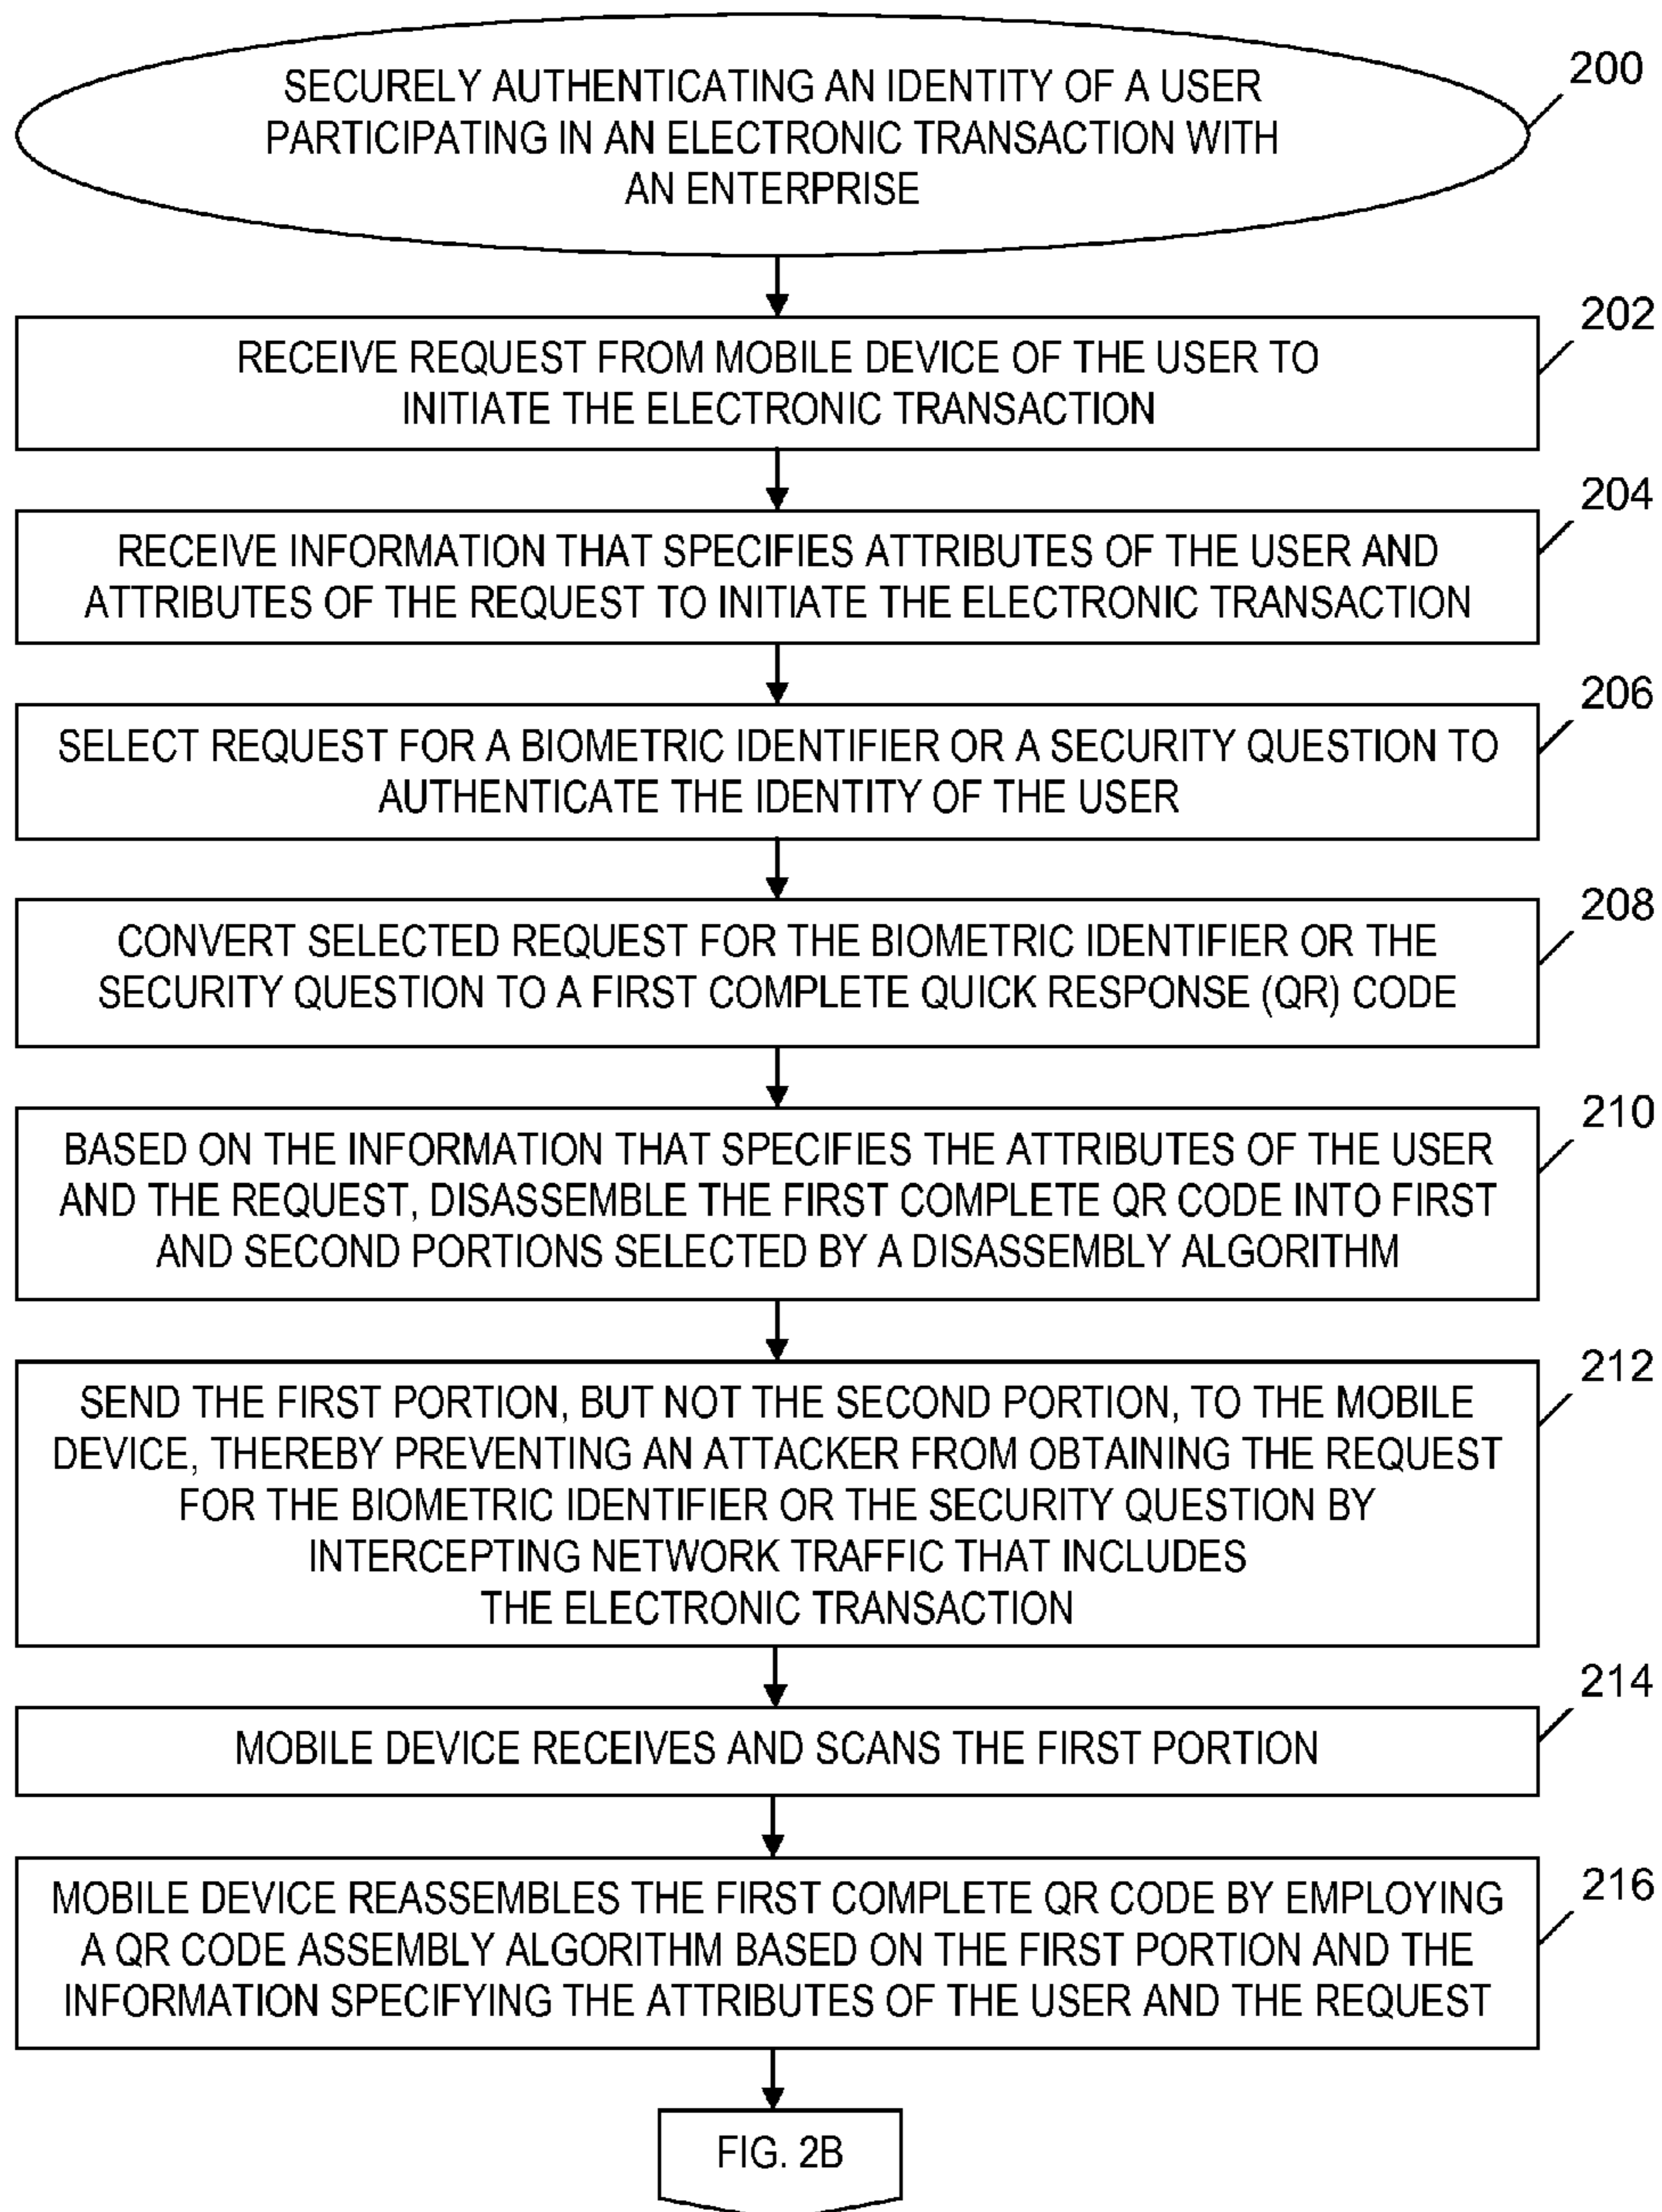 200
SECURELY AUTHENTICATING AN IDENTITY OF A USER
PARTICIPATING IN AN ELECTRONIC TRANSACTION WITH
AN ENTERPRISE
202
RECEIVE REQUEST FROM MOBILE DEVICE OF THE USER TO
INITIATE THE ELECTRONIC TRANSACTION
204
RECEIVE INFORMATION THAT SPECIFIES ATTRIBUTES OF THE USER AND
ATTRIBUTES OF THE REQUEST TO INITIATE THE ELECTRONIC TRANSACTION
206
SELECT REQUEST FOR A BIOMETRIC IDENTIFIER OR A SECURITY QUESTION TO
AUTHENTICATE THE IDENTITY OF THE USER
208
CONVERT SELECTED REQUEST FOR THE BIOMETRIC IDENTIFIER OR THE
SECURITY QUESTION TO A FIRST COMPLETE QUICK RESPONSE (QR) CODE
210
BASED ON THE INFORMATION THAT SPECIFIES THE ATTRIBUTES OF THE USER
AND THE REQUEST, DISASSEMBLE THE FIRST COMPLETE QR CODE INTO FIRST
AND SECOND PORTIONS SELECTED BY A DISASSEMBLY ALGORITHM
212
SEND THE FIRST PORTION, BUT NOT THE SECOND PORTION, TO THE MOBILE
DEVICE, THEREBY PREVENTING AN ATTACKER FROM OBTAINING THE REQUEST
FOR THE BIOMETRIC IDENTIFIER OR THE SECURITY QUESTION BY
INTERCEPTING NETWORK TRAFFIC THAT INCLUDES
THE ELECTRONIC TRANSACTION
214
MOBILE DEVICE RECEIVES AND SCANS THE FIRST PORTION
216
MOBILE DEVICE REASSEMBLES THE FIRST COMPLETE QR CODE BY EMPLOYING
A QR CODE ASSEMBLY ALGORITHM BASED ON THE FIRST PORTION AND THE
INFORMATION SPECIFYING THE ATTRIBUTES OF THE USER AND THE REQUEST
FIG. 2B